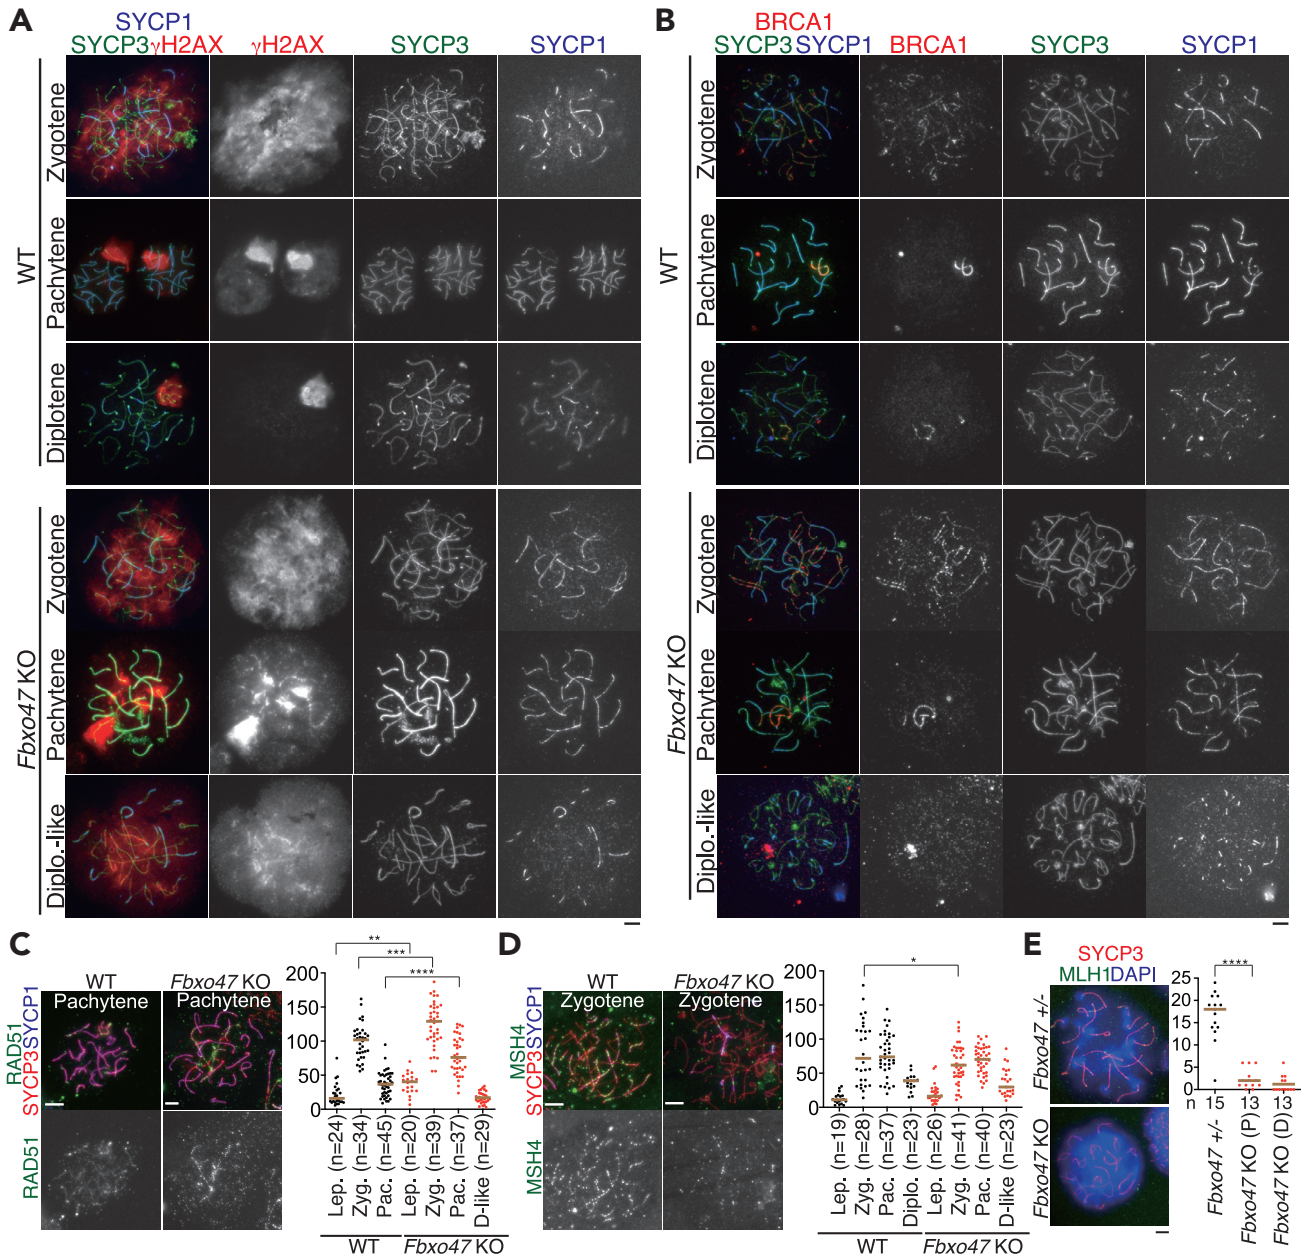 A
SYCP1
SYCP3γH2AX γH2AX SYCP3 SYCP1
WT
Zygotene
Pachytene
Diplotene
Fbxo47 KO
Zygotene
Pachytene
Diplo.-like
B
BRCA1
SYCP3SYCP1 BRCA1 SYCP3 SYCP1
WT
Zygotene
Pachytene
Diplotene
Fbxo47 KO
Zygotene
Pachytene
Diplo.-like
C
WT Fbxo47 KO
Pachytene Pachytene
RAD51
SYCP3SYCP1
RAD51
** 
***
****
200
150
100
50
0
Lep. (n=24)
Zyg. (n=34)
Pac. (n=45)
Lep. (n=20)
Zyg. (n=39)
Pac. (n=37)
D-like (n=29)
WT Fbxo47 KO
D
WT Fbxo47 KO
Zygotene Zygotene
MSH4
SYCP3SYCP1
MSH4
*
200
150
100
50
0
Lep. (n=19)
Zyg. (n=28)
Pac. (n=37)
Diplo. (n=23)
Lep. (n=26)
Zyg. (n=41)
Pac. (n=40)
D-like (n=23)
WT Fbxo47 KO
E
SYCP3
MLH1DAPI
Fbxo47 +/-
Fbxo47 KO
****
25
20
15
10
5
0
n 15 13 13
Fbxo47 +/-
Fbxo47 KO (P)
Fbxo47 KO (D)